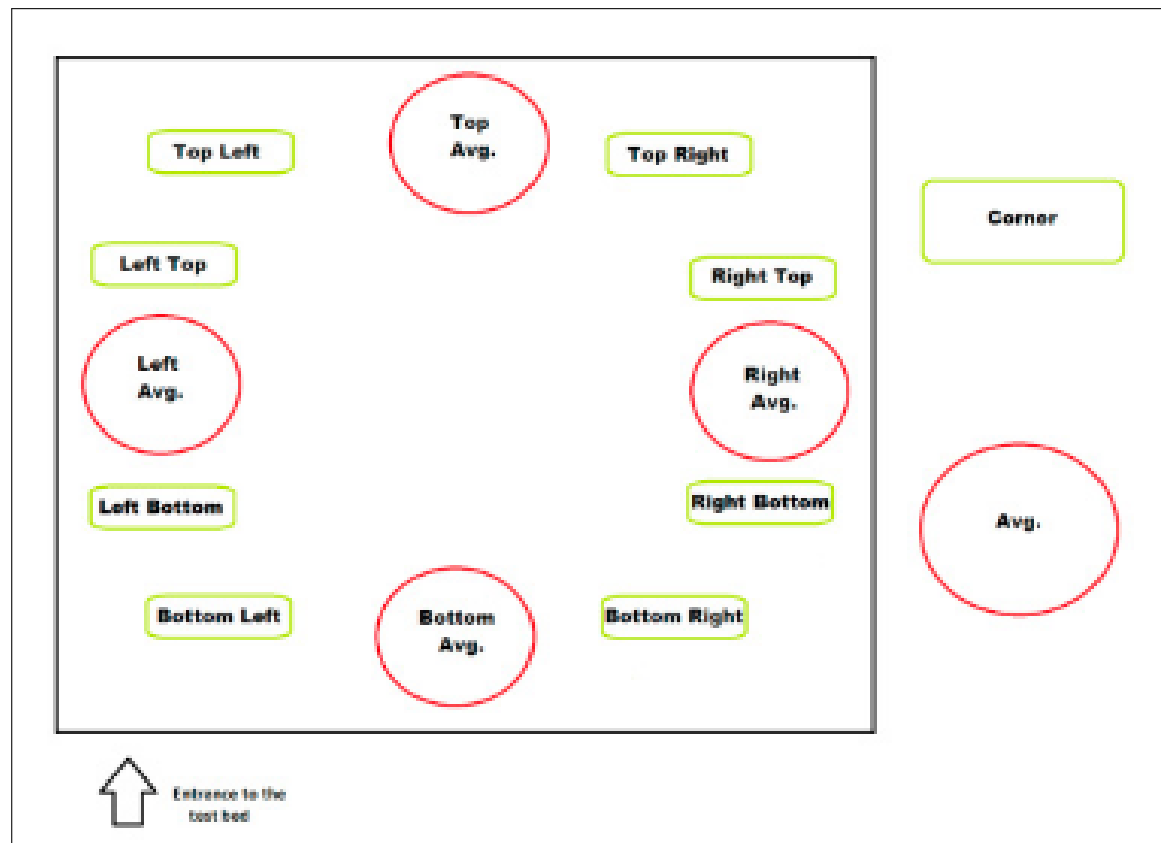 Top
Avg.
Top Left
Top Right
Corner
Left Top
Right Top
Left
Avg.
Right
Avg.
Left Bottom
Right Bottom
Avg.
Bottom Left
Bottom
Avg.
Bottom Right
Entrance to the
test bed